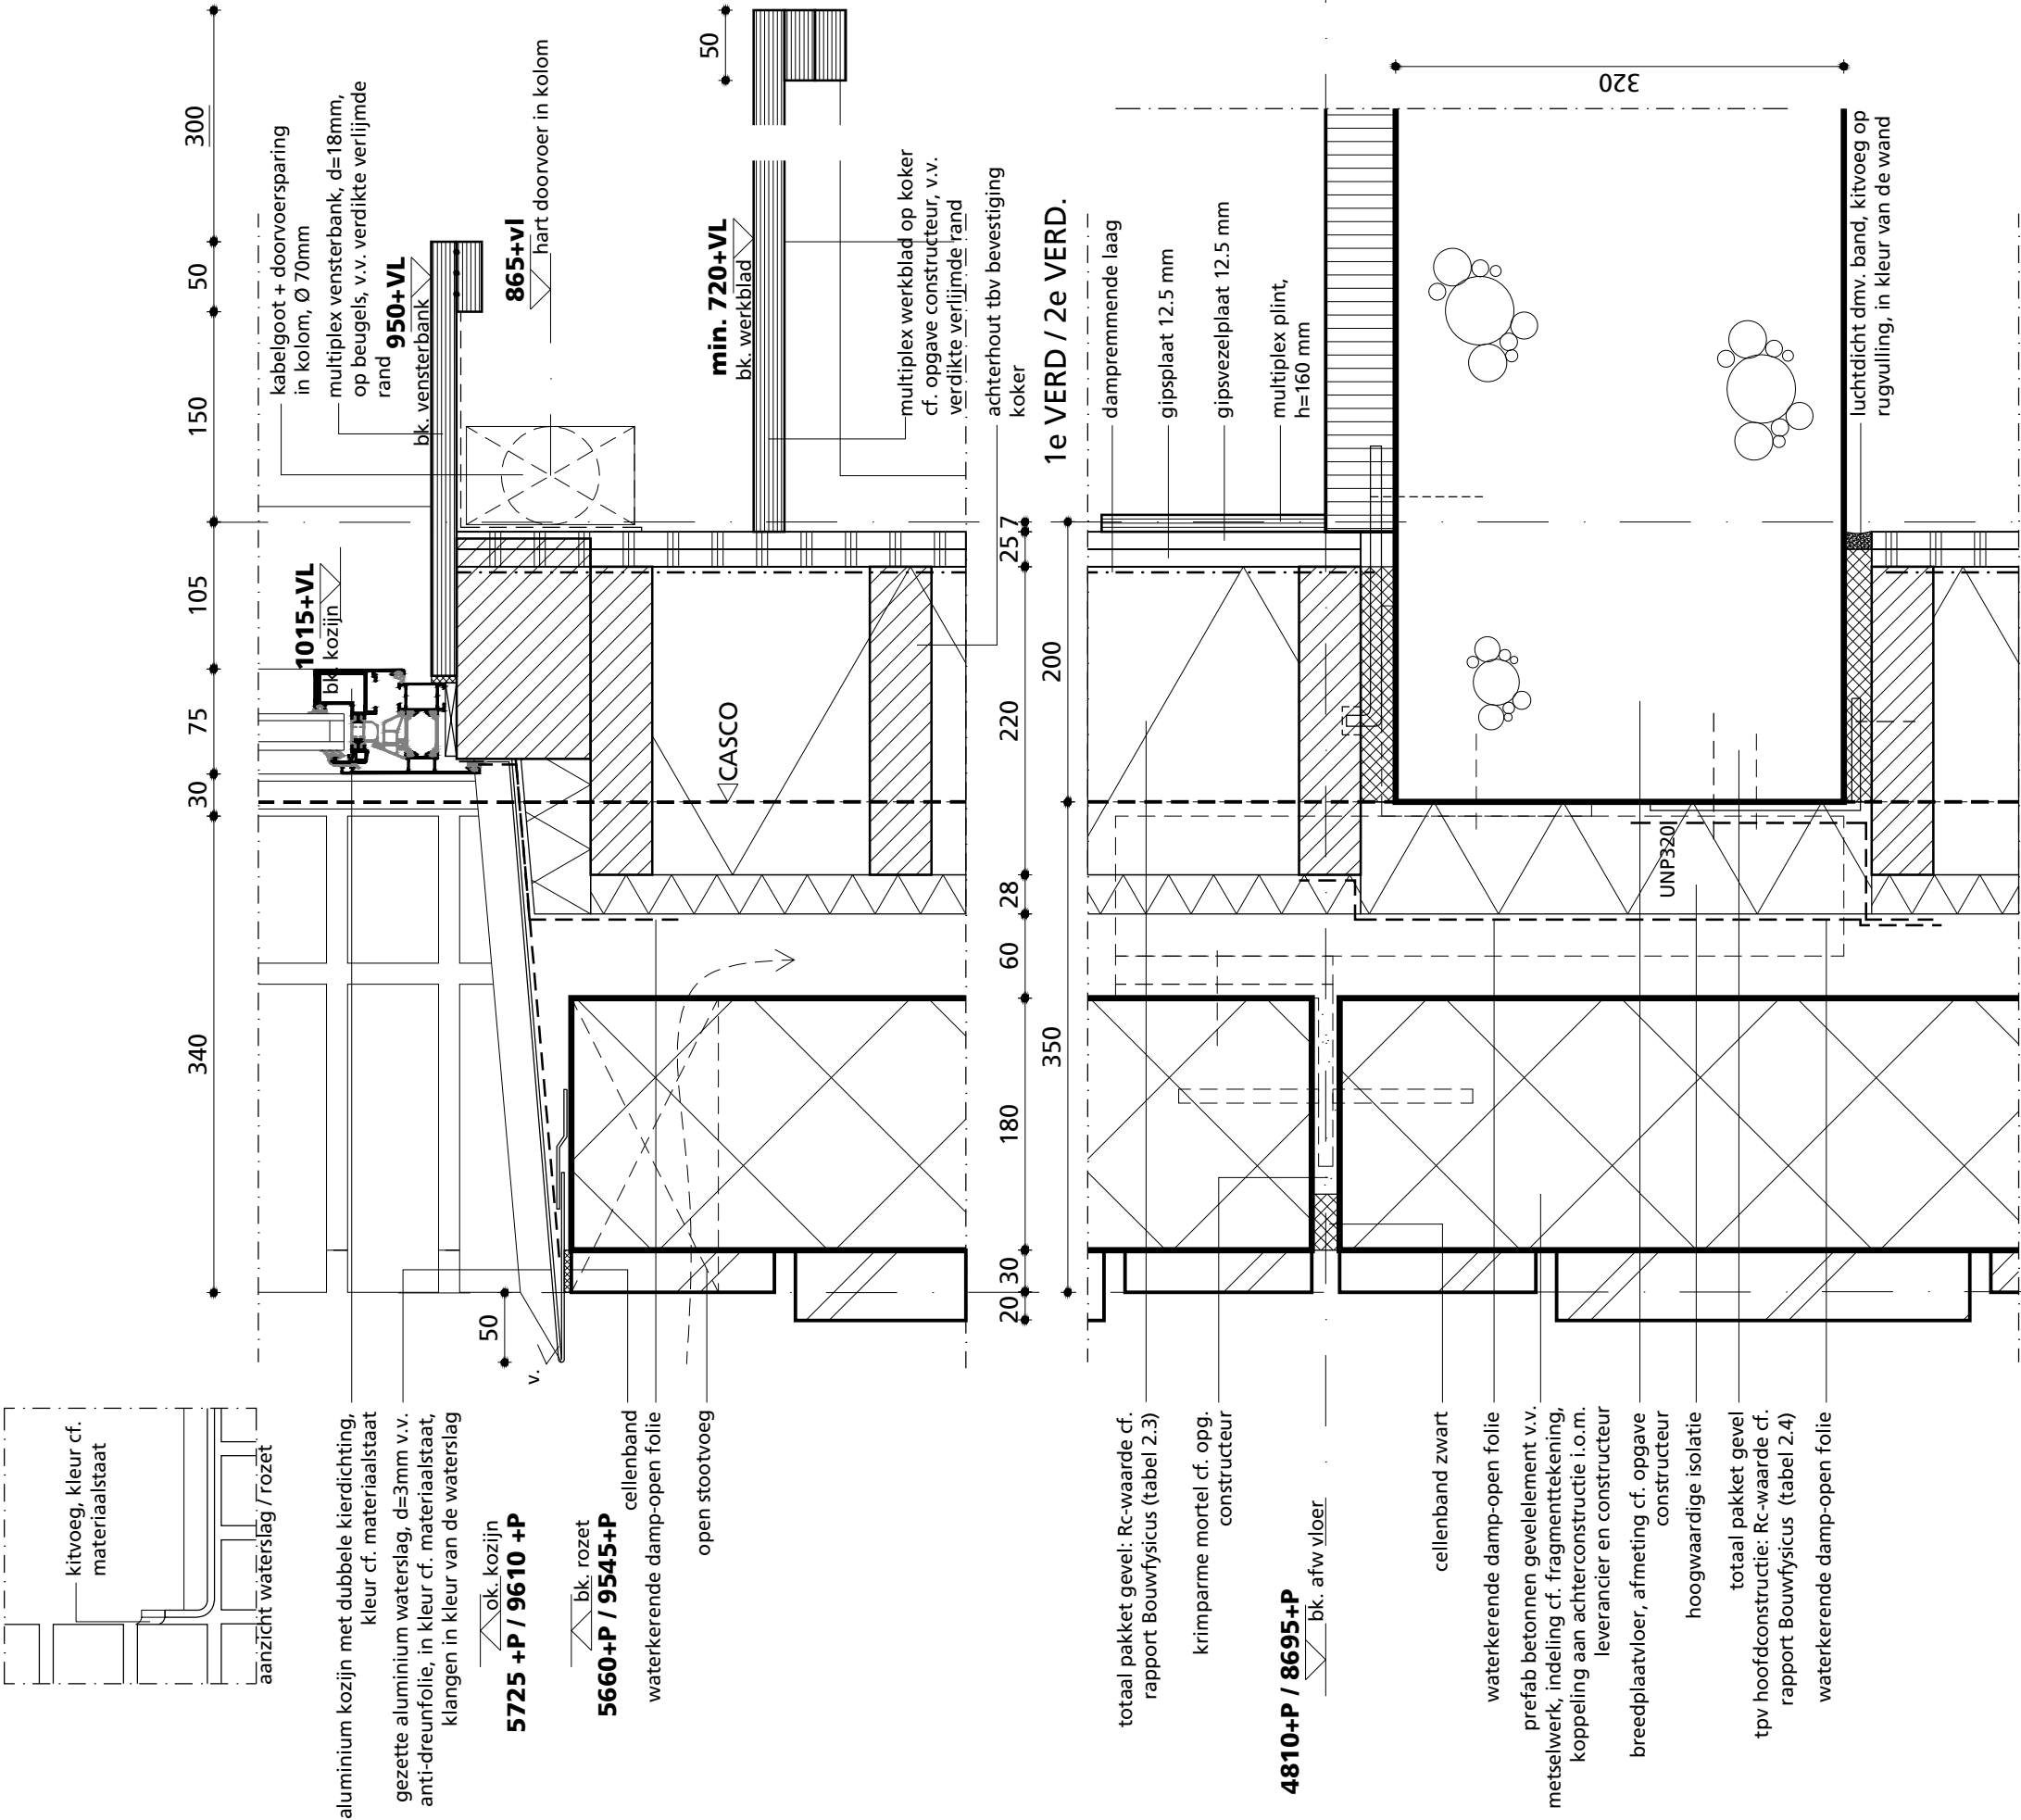 kitvoeg, kleur cf.
materiaalstaat
aanzicht waterslag / rozet
aluminium kozijn met dubbele kierdichting,
kleur cf. materiaalstaat
gezette aluminium waterslag, d=3mm v.v.
anti-dreunfolie, in kleur cf. materiaalstaat,
klangen in kleur van de waterslag
ok. kozijn
5725 +P / 9610 +P
bk. rozet
5660+P / 9545+P
cellenband
waterkerende damp-open folie
open stootvoeg
totaal pakket gevel: Rc-waarde cf.
rapport Bouwfysicus (tabel 2.3)
krimparme mortel cf. opg.
constructeur
4810+P / 8695+P
bk. afw vloer
cellenband zwart
waterkerende damp-open folie
prefab betonnen gevelelement v.v.
metselwerk, indeling cf. fragmenttekening,
koppeling aan achterconstructie i.o.m.
leverancier en constructeur
breedplaatvloer, afmeting cf. opgave
constructeur
hoogwaardige isolatie
totaal pakket gevel
tpv hoofdconstructie: Rc-waarde cf.
rapport Bouwfysicus (tabel 2.4)
waterkerende damp-open folie
340
30
75
105
150
50
300
50
v.
1015+VL
bk. kozijn
kabelgoot + doorvoersparing
in kolom, Ø 70mm
multiplex vensterbank, d=18mm,
op beugels, v.v. verdikte verlijmde
rand
950+VL
bk. vensterbank
865+vl
hart doorvoer in kolom
50
min. 720+VL
bk. werkblad
CASCO
multiplex werkblad op koker
cf. opgave constructeur, v.v.
verdikte verlijmde rand
achterhout tbv bevestiging
koker
20
30
180
60
28
220
25
7
350
200
1e VERD / 2e VERD.
dampremmende laag
gipsplaat 12.5 mm
gipsvezelplaat 12.5 mm
multiplex plint,
h=160 mm
320
UNP320
luchtdicht dmv. band, kitvoeg op
rugvulling, in kleur van de wand